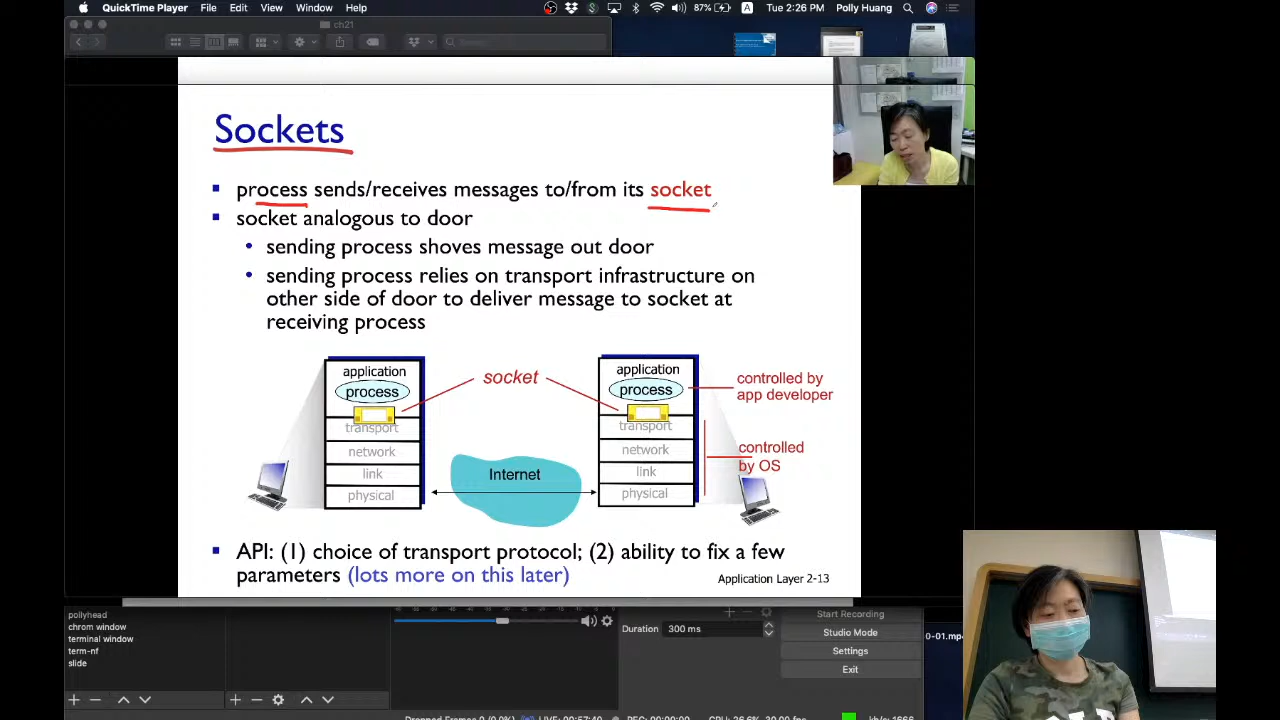 QuickTime Player File Edit View Window Help
87% Tue 2:26 PM Polly Huang
ch21
Sockets
process sends/receives messages to/from its socket
socket analogous to door
sending process shoves message out door
sending process relies on transport infrastructure on
other side of door to deliver message to socket at
receiving process
application
process
transport
network
link
physical
socket
Internet
application
process
transport
network
link
physical
controlled by
app developer
controlled
by OS
API: (1) choice of transport protocol; (2) ability to fix a few
parameters (lots more on this later)
Application Layer 2-13
pollyhead
chrom window
terminal window
term-nf
slide
Duration 300 ms
Start Recording
Studio Mode
Settings
Exit
0-01.mp4